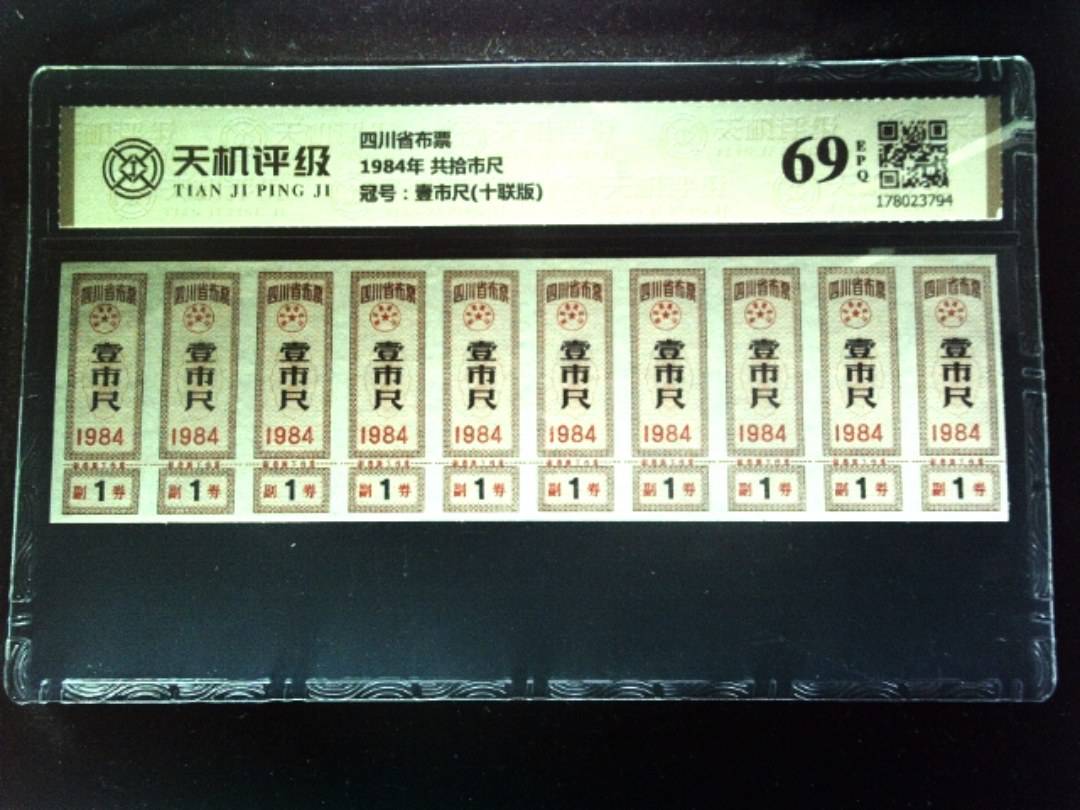 天机评级
TIAN JI PING JI
四川省布票
1984年 共拾市尺
冠号：壹市尺(十联版)
69
EPQ
178023794
四川省布票 四川省布票 四川省布票 四川省布票 四川省布票 四川省布票 四川省布票 四川省布票 四川省布票 四川省布票
壹市尺 壹市尺 壹市尺 壹市尺 壹市尺 壹市尺 壹市尺 壹市尺 壹市尺 壹市尺
1984 1984 1984 1984 1984 1984 1984 1984 1984 1984
副1券 副1券 副1券 副1券 副1券 副1券 副1券 副1券 副1券 副1券